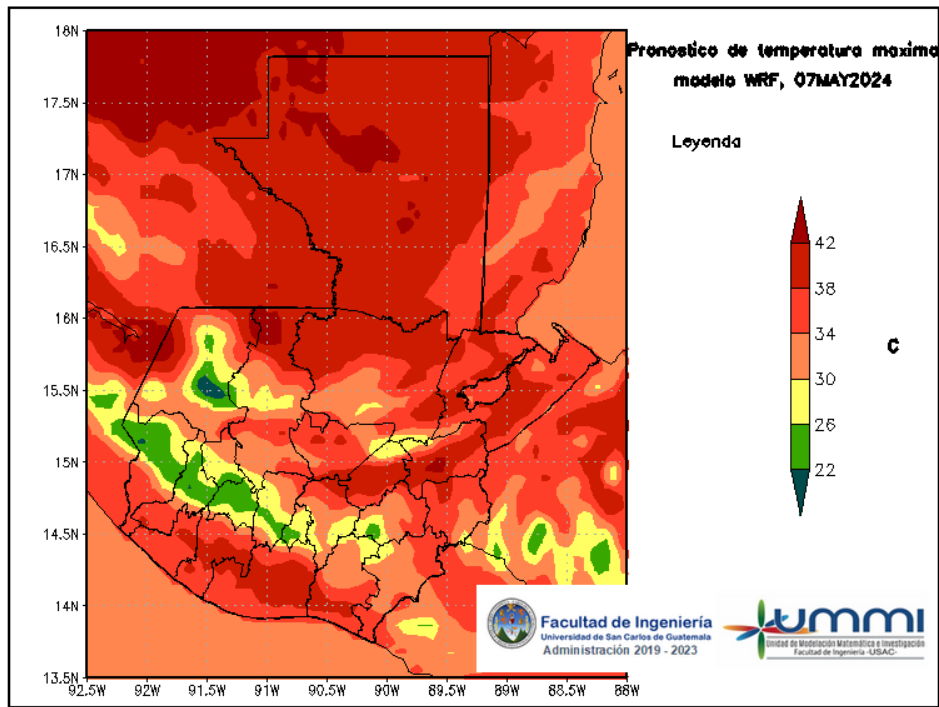 Pronostico de temperatura maxima
modelo WRF, 07MAY2024
Leyenda
18N
17.5N
17N
16.5N
16N
15.5N
15N
14.5N
14N
13.5N
92.5W 92W 91.5W 91W 90.5W 90W 89.5W 89W 88.5W 88W
42
38
34
30
26
22
C
Facultad de Ingeniería
Universidad de San Carlos de Guatemala
Administración 2019 - 2023
UMMI
Unidad de Modelación Matemática e Investigación
Facultad de Ingeniería -USAC-